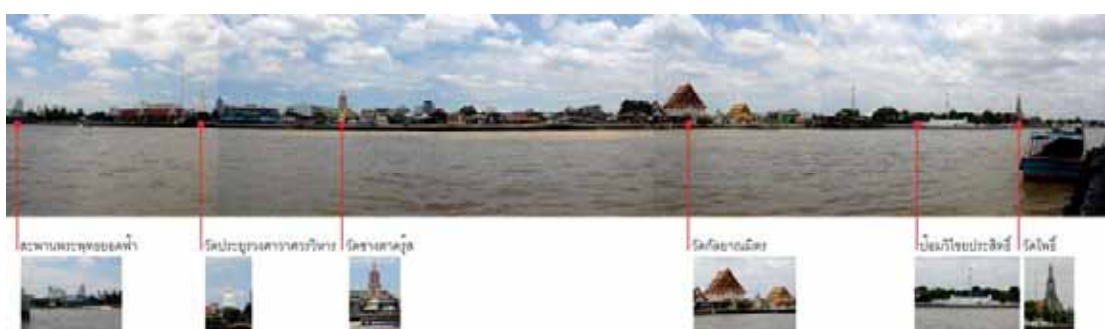 สะพานพระพุทธยอดฟ้า
วัดประยุรวงศาวาศวรวิหาร
วัดซางตาครู้ส
วัดกัลยาณมิตร
ป้อมวิไชยประสิทธิ์
วัดโพธิ์